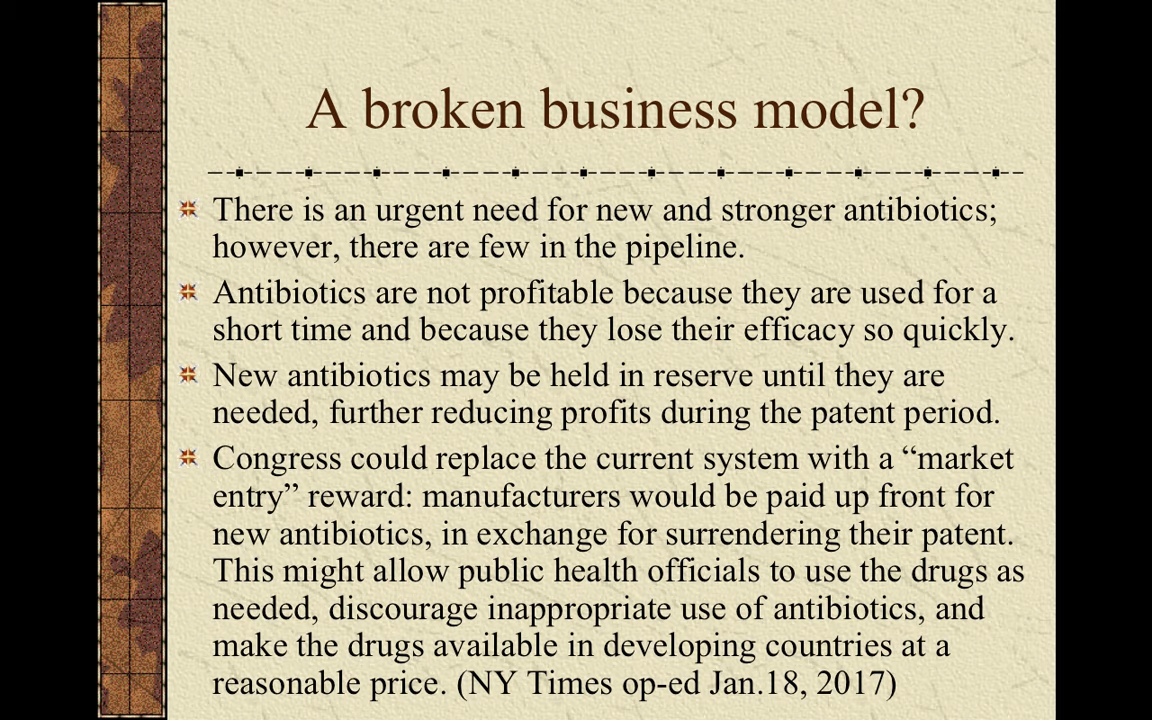 A broken business model?
There is an urgent need for new and stronger antibiotics;
however, there are few in the pipeline.
Antibiotics are not profitable because they are used for a
short time and because they lose their efficacy so quickly.
New antibiotics may be held in reserve until they are
needed, further reducing profits during the patent period.
Congress could replace the current system with a “market
entry” reward: manufacturers would be paid up front for
new antibiotics, in exchange for surrendering their patent.
This might allow public health officials to use the drugs as
needed, discourage inappropriate use of antibiotics, and
make the drugs available in developing countries at a
reasonable price. (NY Times op-ed Jan.18, 2017)